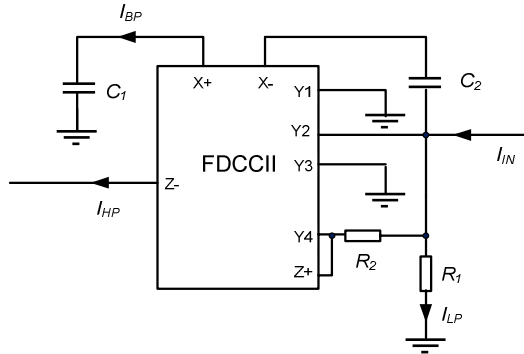 I_BP
C_1
X+
X-
Y1
C_2
Y2
I_IN
FDCCII
Y3
Z-
I_HP
Y4
R_2
Z+
R_1
I_LP